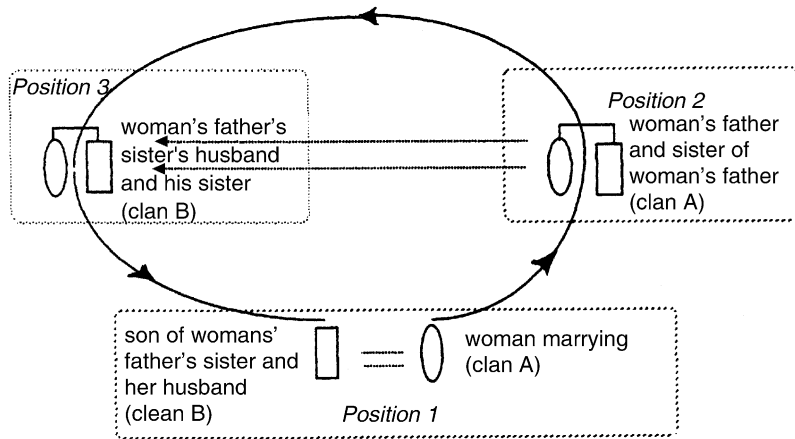 Position 3
woman's father's
sister's husband
and his sister
(clan B)
Position 2
woman's father
and sister of
woman's father
(clan A)
son of womans'
father's sister and
her husband
(clean B)
woman marrying
(clan A)
Position 1